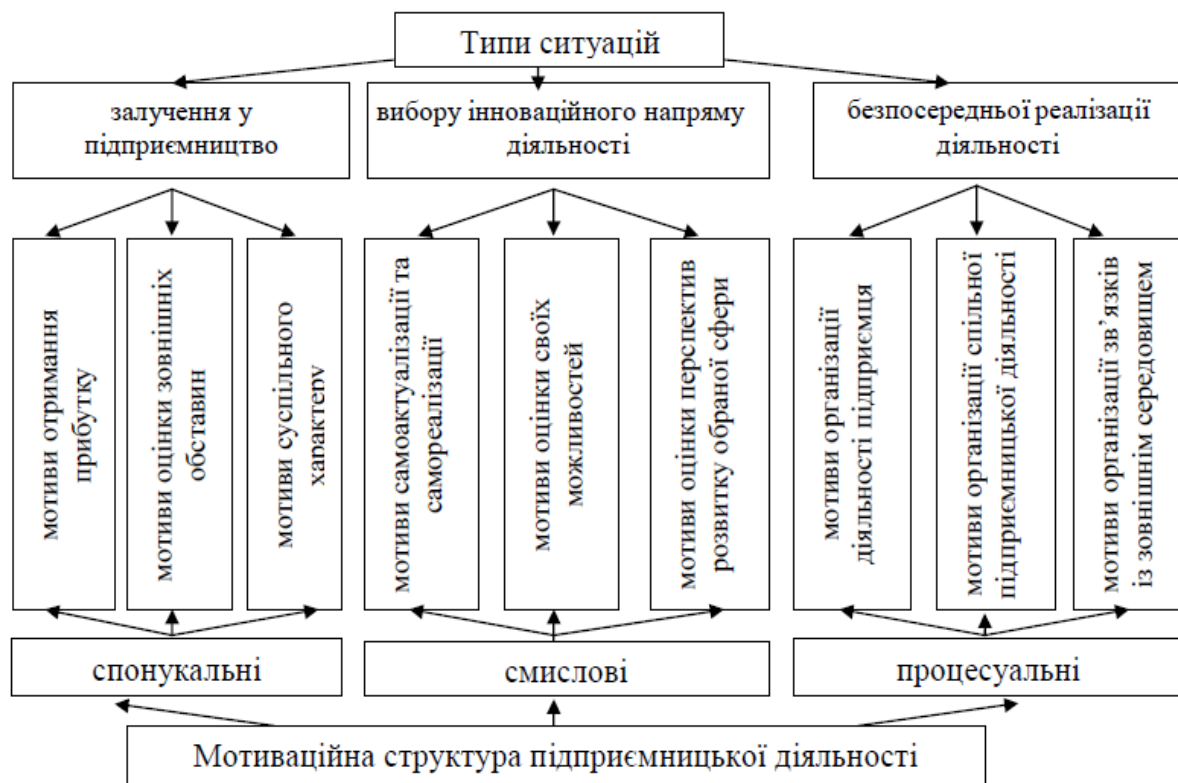 Типи ситуацій
залучення у
підприємництво
вибору інноваційного напряму
діяльності
безпосередньої реалізації
діяльності
мотиви отримання
прибутку
мотиви оцінки зовнішніх
обставин
мотиви суспільного
характеру
мотиви самоактуалізації та
самореалізації
мотиви оцінки своїх
можливостей
мотиви оцінки перспектив
розвитку обраної сфери
мотиви організації
діяльності підприємця
мотиви організації спільної
підприємницької діяльності
мотиви організації зв’язків
із зовнішнім середовищем
спонукальні
смислові
процесуальні
Мотиваційна структура підприємницької діяльності